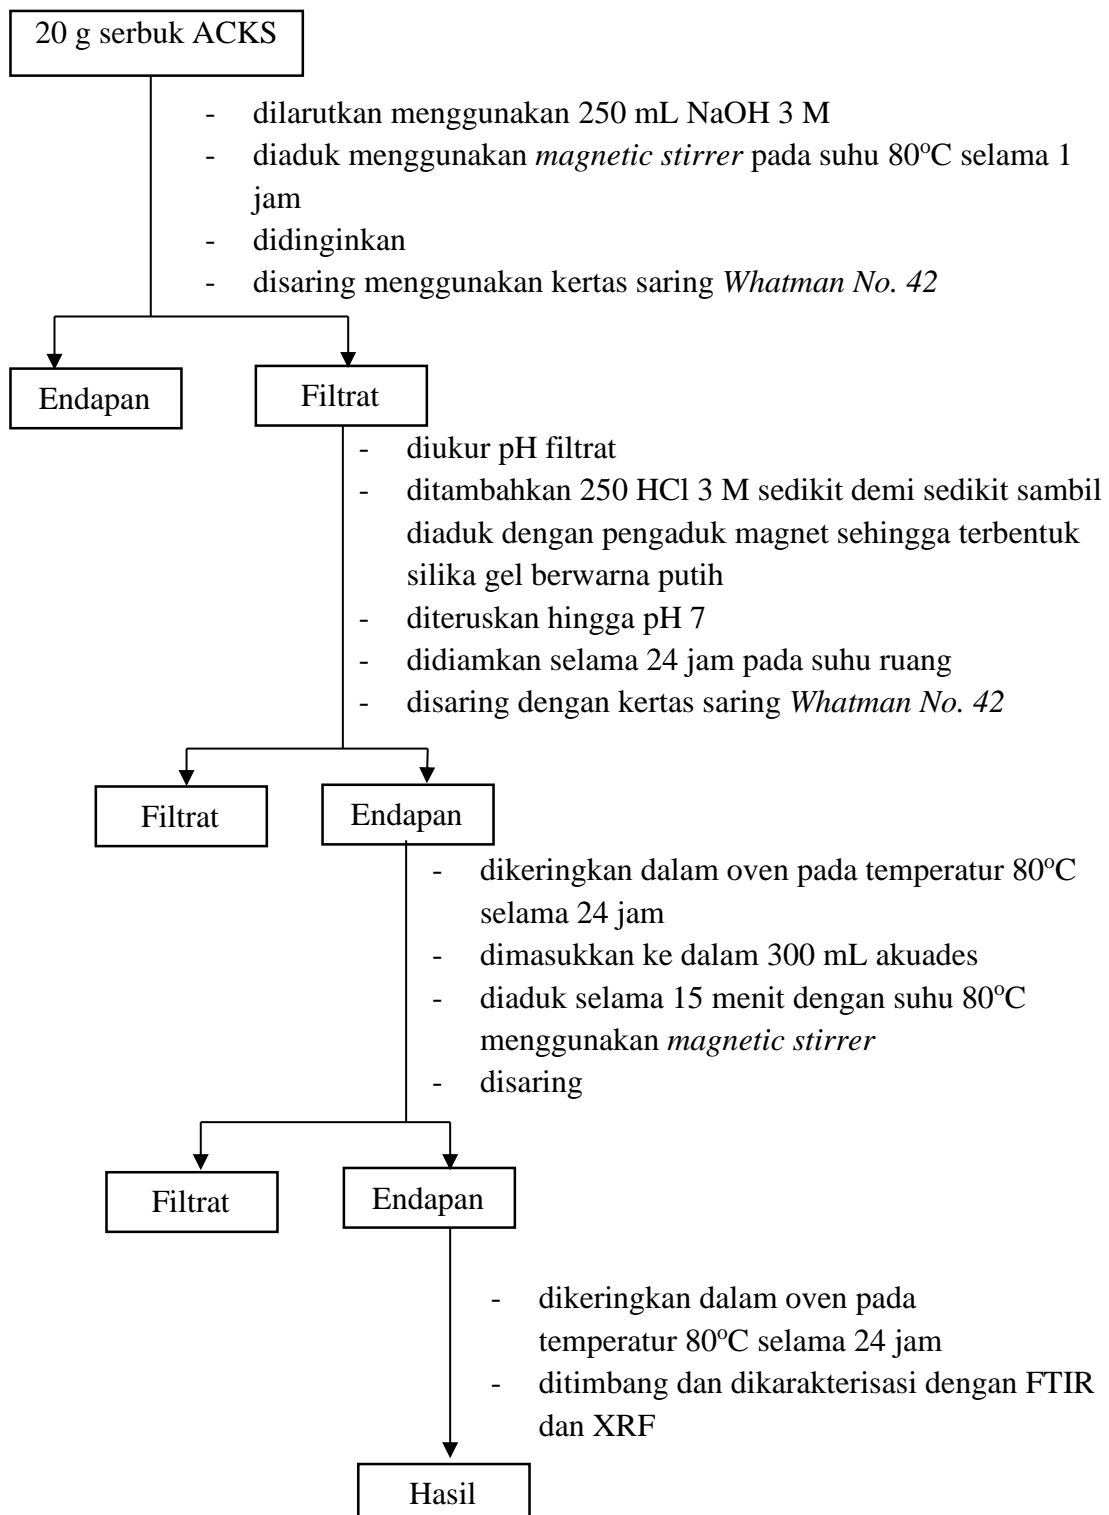 20 g serbuk ACKS
- dilarutkan menggunakan 250 mL NaOH 3 M
- diaduk menggunakan magnetic stirrer pada suhu 80°C selama 1
jam
- didinginkan
- disaring menggunakan kertas saring Whatman No. 42
Endapan
Filtrat
- diukur pH filtrat
- ditambahkan 250 HCl 3 M sedikit demi sedikit sambil
diaduk dengan pengaduk magnet sehingga terbentuk
silika gel berwarna putih
- diteruskan hingga pH 7
- didiamkan selama 24 jam pada suhu ruang
- disaring dengan kertas saring Whatman No. 42
Filtrat
Endapan
- dikeringkan dalam oven pada temperatur 80°C
selama 24 jam
- dimasukkan ke dalam 300 mL akuades
- diaduk selama 15 menit dengan suhu 80°C
menggunakan magnetic stirrer
- disaring
Filtrat
Endapan
- dikeringkan dalam oven pada
temperatur 80°C selama 24 jam
- ditimbang dan dikarakterisasi dengan FTIR
dan XRF
Hasil